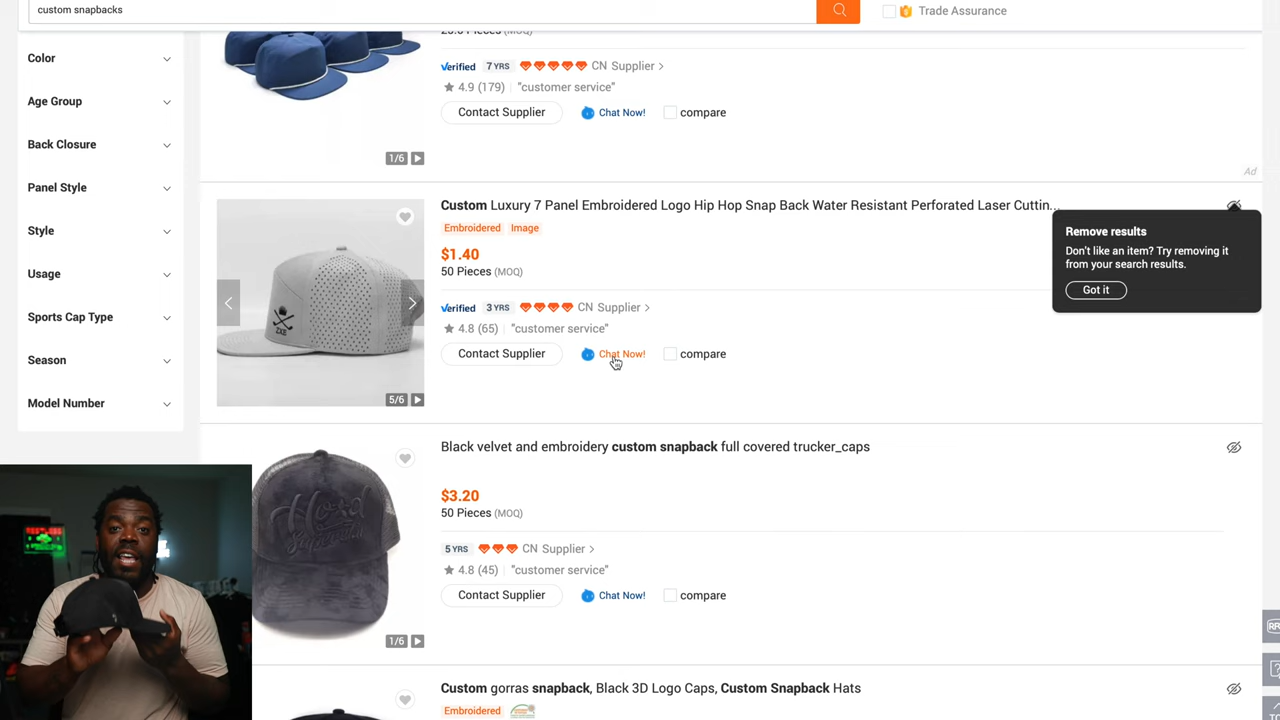 custom snapbacks
Trade Assurance
Color
Age Group
Back Closure
Panel Style
Style
Usage
Sports Cap Type
Season
Model Number
Verified 7 YRS CN Supplier >
4.9 (179) "customer service"
Contact Supplier Chat Now! compare
1/6
Ad
Custom Luxury 7 Panel Embroidered Logo Hip Hop Snap Back Water Resistant Perforated Laser Cuttin...
Embroidered Image
$1.40
50 Pieces (MOQ)
Verified 3 YRS CN Supplier >
4.8 (65) "customer service"
Contact Supplier Chat Now! compare
ZXE
5/6
Remove results
Don't like an item? Try removing it
from your search results.
Got it
Black velvet and embroidery custom snapback full covered trucker_caps
$3.20
50 Pieces (MOQ)
5 YRS CN Supplier >
4.8 (45) "customer service"
Contact Supplier Chat Now! compare
1/6
Custom gorras snapback, Black 3D Logo Caps, Custom Snapback Hats
Embroidered